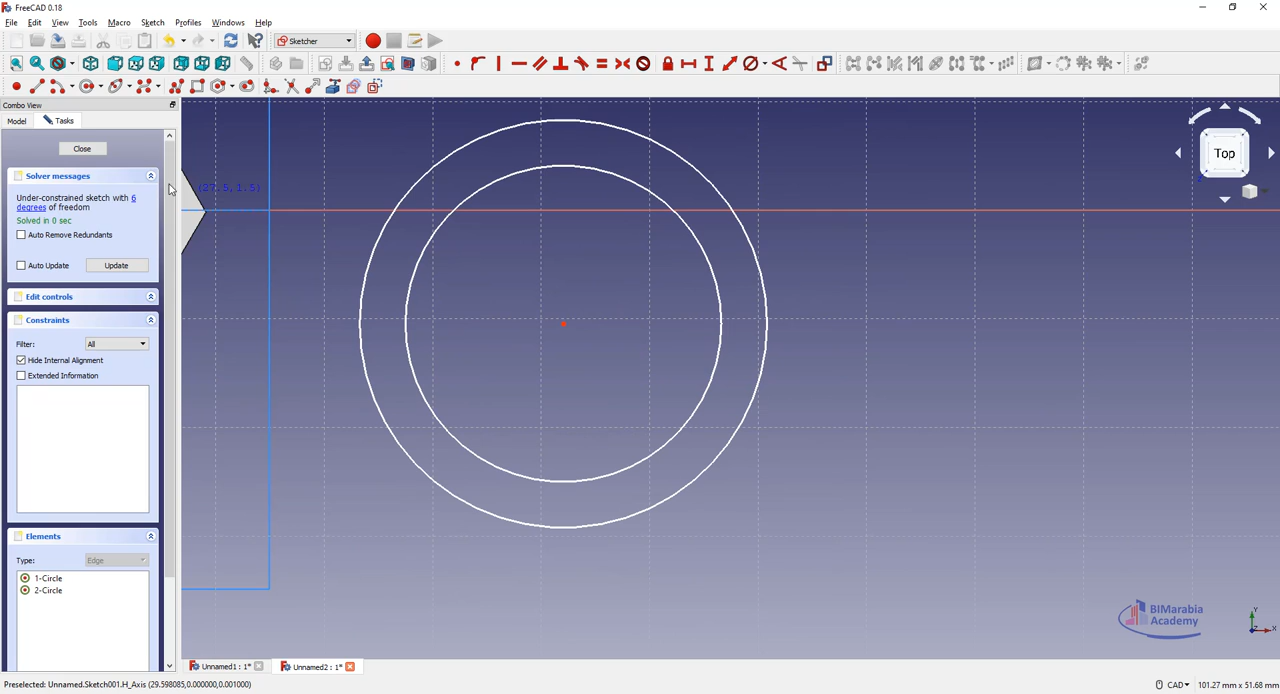 FreeCAD 0.18
File Edit View Tools Macro Sketch Profiles Windows Help
Sketcher
Combo View
Model Tasks
Close
Solver messages
Under-constrained sketch with 6
degrees of freedom
Solved in 0 sec
Auto Remove Redundants
Auto Update Update
Edit controls
Constraints
Filter: All
Hide Internal Alignment
Extended Information
Elements
Type: Edge
1-Circle
2-Circle
(27.5,1.5)
Top
Z
BIMarabia
Academy
Y
X
Unnamed1 : 1* Unnamed2 : 1*
Preselected: Unnamed.Sketch001.H_Axis (29.598085,0.000000,0.001000)
CAD 101.27 mm x 51.68 mm